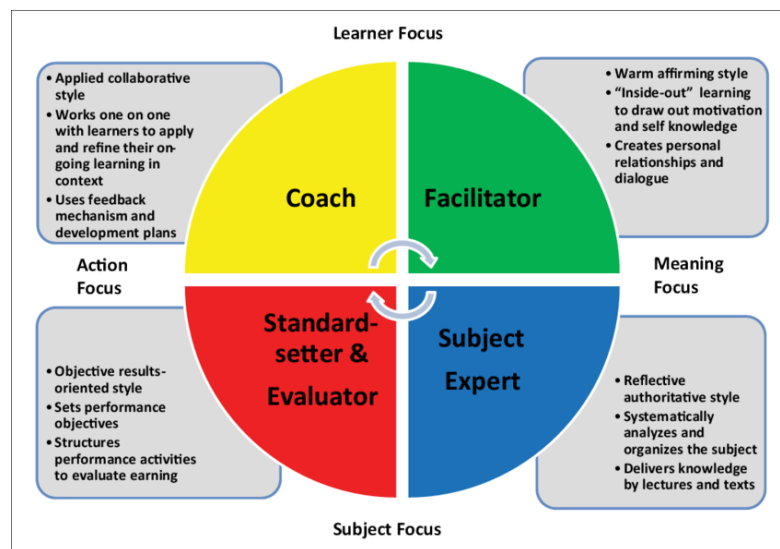 Learner Focus
• Applied collaborative
style
• Works one on one
with learners to apply
and refine their on-
going learning in
context
• Uses feedback
mechanism and
development plans
• Warm affirming style
• “Inside-out” learning
to draw out motivation
and self knowledge
• Creates personal
relationships and
dialogue
Coach
Facilitator
Action
Focus
Meaning
Focus
Standard-
setter &
Evaluator
Subject
Expert
• Objective results-
oriented style
• Sets performance
objectives
• Structures
performance activities
to evaluate earning
• Reflective
authoritative style
• Systematically
analyzes and
organizes the subject
• Delivers knowledge
by lectures and texts
Subject Focus